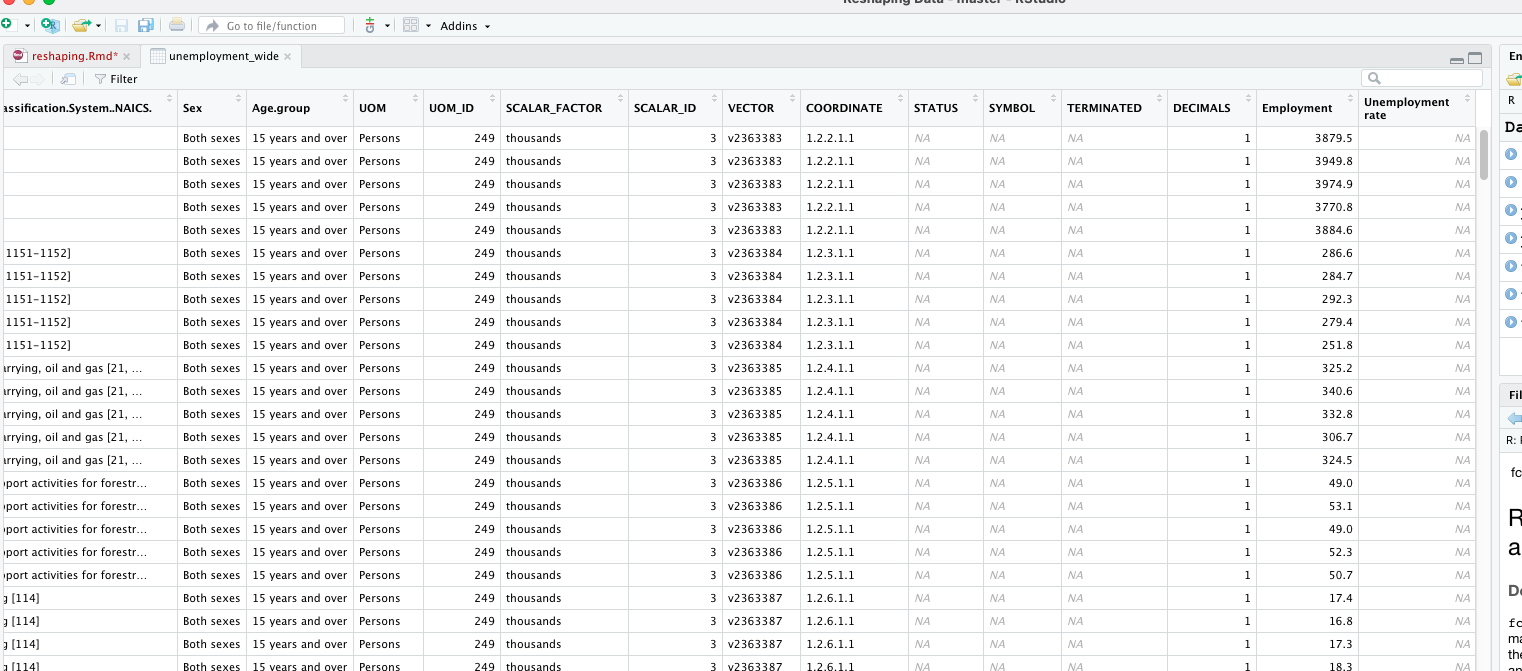 Reshaping Data - master - RStudio
Go to file/function Addins
reshaping.Rmd* unemployment_wide
Filter
assification.System..NAICS. Sex Age.group UOM UOM_ID SCALAR_FACTOR SCALAR_ID VECTOR COORDINATE STATUS SYMBOL TERMINATED DECIMALS Employment Unemployment rate
Both sexes 15 years and over Persons 249 thousands 3 v2363383 1.2.2.1.1 NA NA NA 1 3879.5 NA
Both sexes 15 years and over Persons 249 thousands 3 v2363383 1.2.2.1.1 NA NA NA 1 3949.8 NA
Both sexes 15 years and over Persons 249 thousands 3 v2363383 1.2.2.1.1 NA NA NA 1 3974.9 NA
Both sexes 15 years and over Persons 249 thousands 3 v2363383 1.2.2.1.1 NA NA NA 1 3770.8 NA
Both sexes 15 years and over Persons 249 thousands 3 v2363383 1.2.2.1.1 NA NA NA 1 3884.6 NA
1151-1152] Both sexes 15 years and over Persons 249 thousands 3 v2363384 1.2.3.1.1 NA NA NA 1 286.6 NA
1151-1152] Both sexes 15 years and over Persons 249 thousands 3 v2363384 1.2.3.1.1 NA NA NA 1 284.7 NA
1151-1152] Both sexes 15 years and over Persons 249 thousands 3 v2363384 1.2.3.1.1 NA NA NA 1 292.3 NA
1151-1152] Both sexes 15 years and over Persons 249 thousands 3 v2363384 1.2.3.1.1 NA NA NA 1 279.4 NA
1151-1152] Both sexes 15 years and over Persons 249 thousands 3 v2363384 1.2.3.1.1 NA NA NA 1 251.8 NA
arrying, oil and gas [21, ... Both sexes 15 years and over Persons 249 thousands 3 v2363385 1.2.4.1.1 NA NA NA 1 325.2 NA
arrying, oil and gas [21, ... Both sexes 15 years and over Persons 249 thousands 3 v2363385 1.2.4.1.1 NA NA NA 1 340.6 NA
arrying, oil and gas [21, ... Both sexes 15 years and over Persons 249 thousands 3 v2363385 1.2.4.1.1 NA NA NA 1 332.8 NA
arrying, oil and gas [21, ... Both sexes 15 years and over Persons 249 thousands 3 v2363385 1.2.4.1.1 NA NA NA 1 306.7 NA
arrying, oil and gas [21, ... Both sexes 15 years and over Persons 249 thousands 3 v2363385 1.2.4.1.1 NA NA NA 1 324.5 NA
pport activities for forestr... Both sexes 15 years and over Persons 249 thousands 3 v2363386 1.2.5.1.1 NA NA NA 1 49.0 NA
pport activities for forestr... Both sexes 15 years and over Persons 249 thousands 3 v2363386 1.2.5.1.1 NA NA NA 1 53.1 NA
pport activities for forestr... Both sexes 15 years and over Persons 249 thousands 3 v2363386 1.2.5.1.1 NA NA NA 1 49.0 NA
pport activities for forestr... Both sexes 15 years and over Persons 249 thousands 3 v2363386 1.2.5.1.1 NA NA NA 1 52.3 NA
pport activities for forestr... Both sexes 15 years and over Persons 249 thousands 3 v2363386 1.2.5.1.1 NA NA NA 1 50.7 NA
g [114] Both sexes 15 years and over Persons 249 thousands 3 v2363387 1.2.6.1.1 NA NA NA 1 17.4 NA
g [114] Both sexes 15 years and over Persons 249 thousands 3 v2363387 1.2.6.1.1 NA NA NA 1 16.8 NA
g [114] Both sexes 15 years and over Persons 249 thousands 3 v2363387 1.2.6.1.1 NA NA NA 1 17.3 NA
g [114] Both sexes 15 years and over Persons 249 thousands 3 v2363387 1.2.6.1.1 NA NA NA 1 18.3 NA
En
R
Da
Fil
R:
fc
R
a
De
fc
ma
the
an